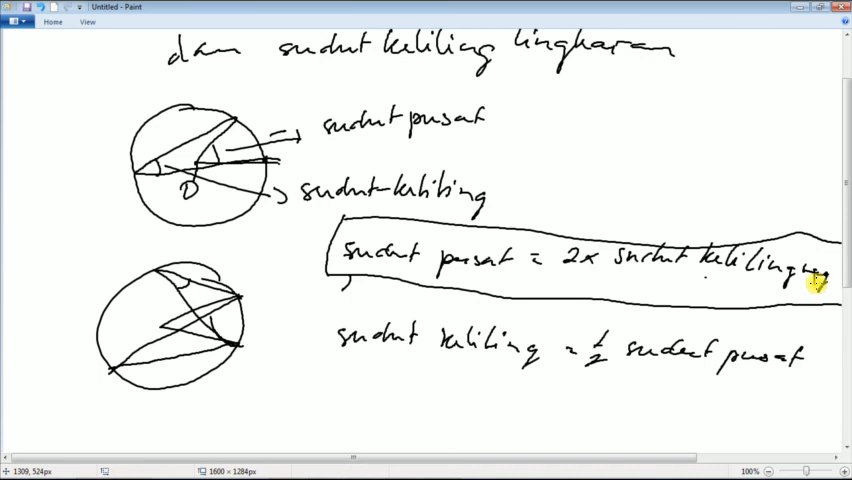 Untitled - Paint
Home View
dan sudut keliling lingkaran
sudut pusat
O
sudut keliling
sudut pusat = 2x sudut keliling
sudut keliling = 1/2 sudut pusat
1309, 524px
1600 × 1284px
100%